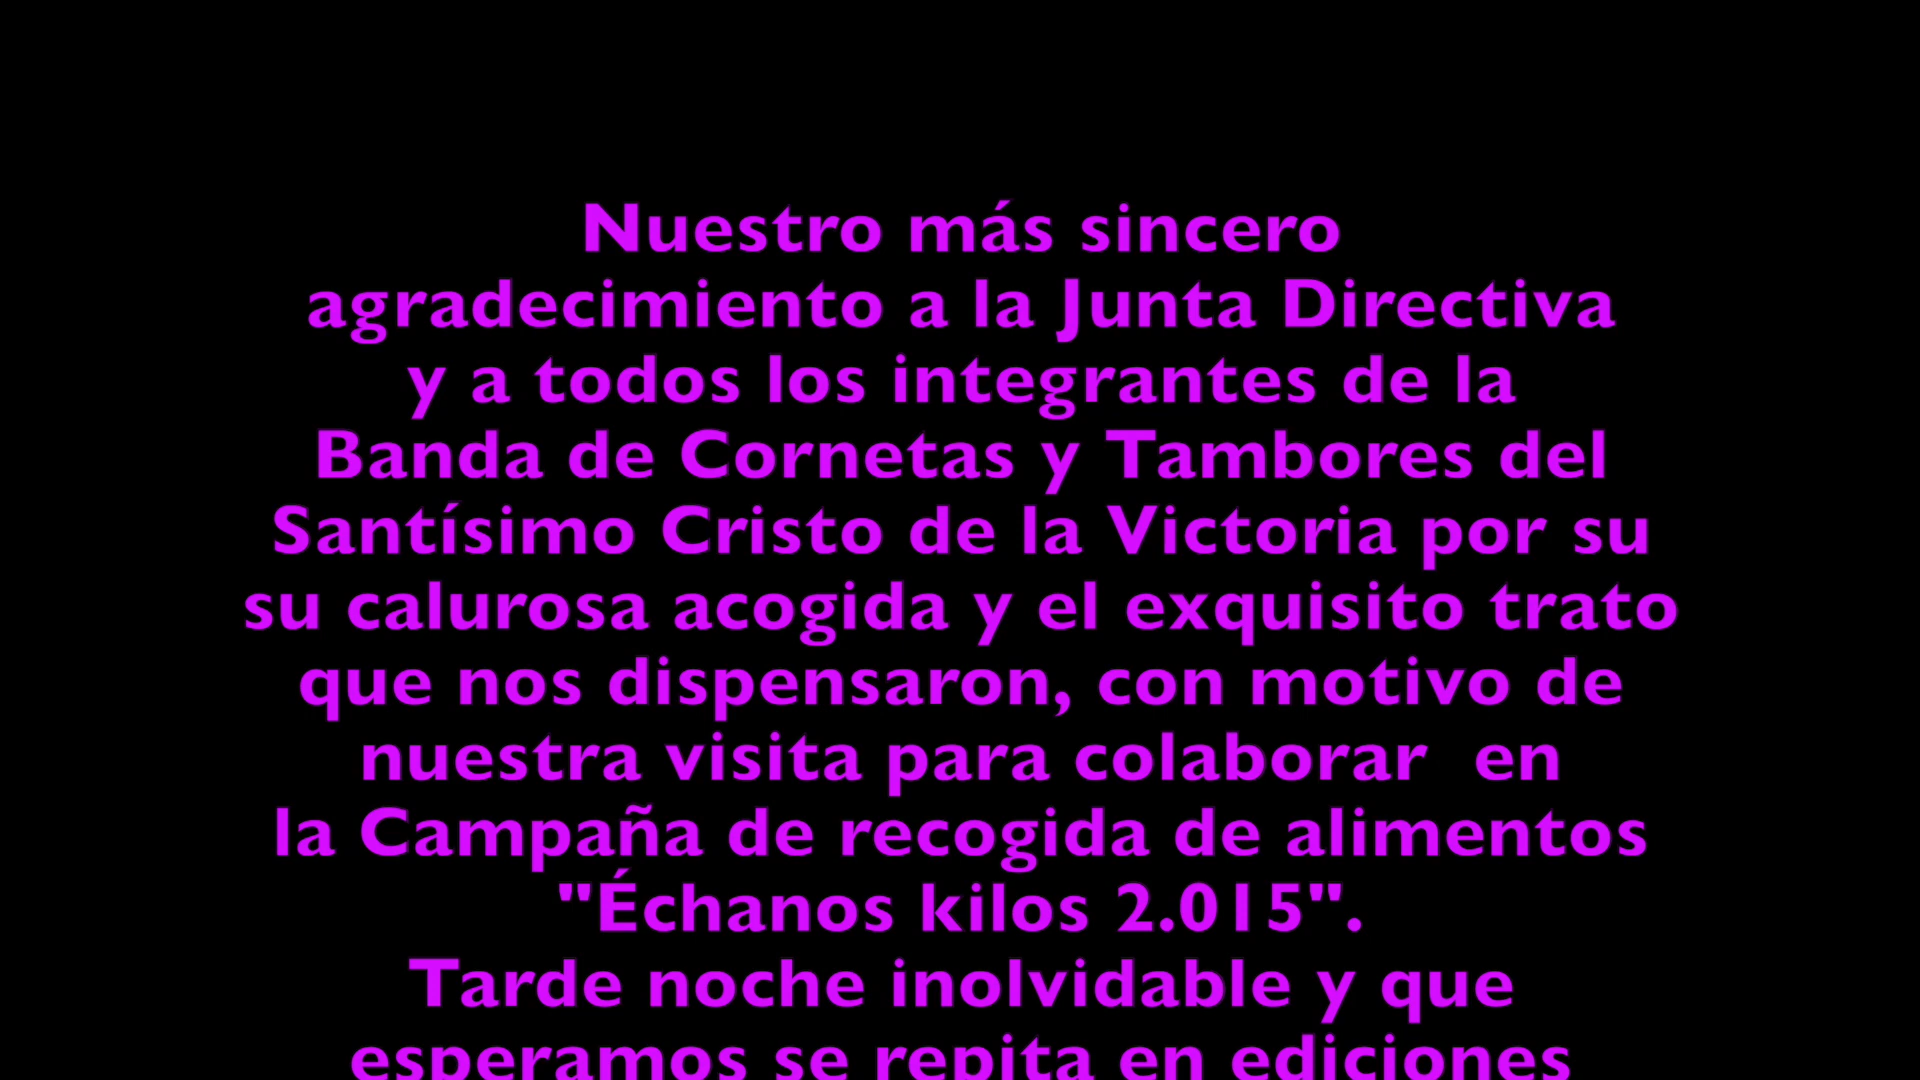 Nuestro más sincero
agradecimiento a la Junta Directiva
y a todos los integrantes de la
Banda de Cornetas y Tambores del
Santísimo Cristo de la Victoria por su
su calurosa acogida y el exquisito trato
que nos dispensaron, con motivo de
nuestra visita para colaborar  en
la Campaña de recogida de alimentos
"Échanos kilos 2.015".
Tarde noche inolvidable y que
esperamos se repita en ediciones